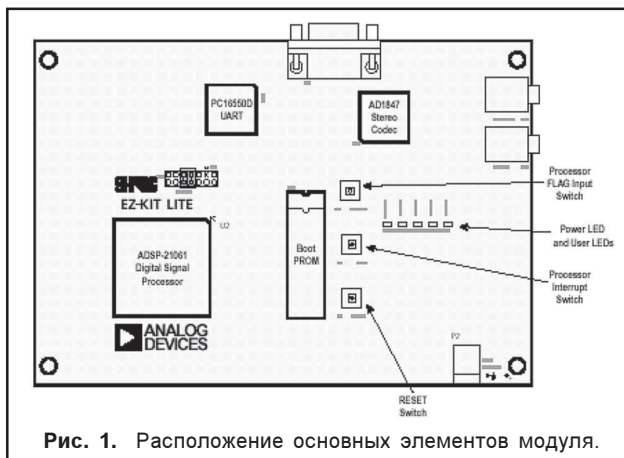 PC16550D
UART
AD1847
Stereo
Codec
Processor
FLAG Input
Switch
SHARC
EZ-KIT LITE
U2
ADSP-21061
Digital Signal
Processor
Boot
PROM
Power LED
and User LEDs
Processor
Interrupt
Switch
ANALOG
DEVICES
P2
RESET
Switch
Рис. 1. Расположение основных элементов модуля.